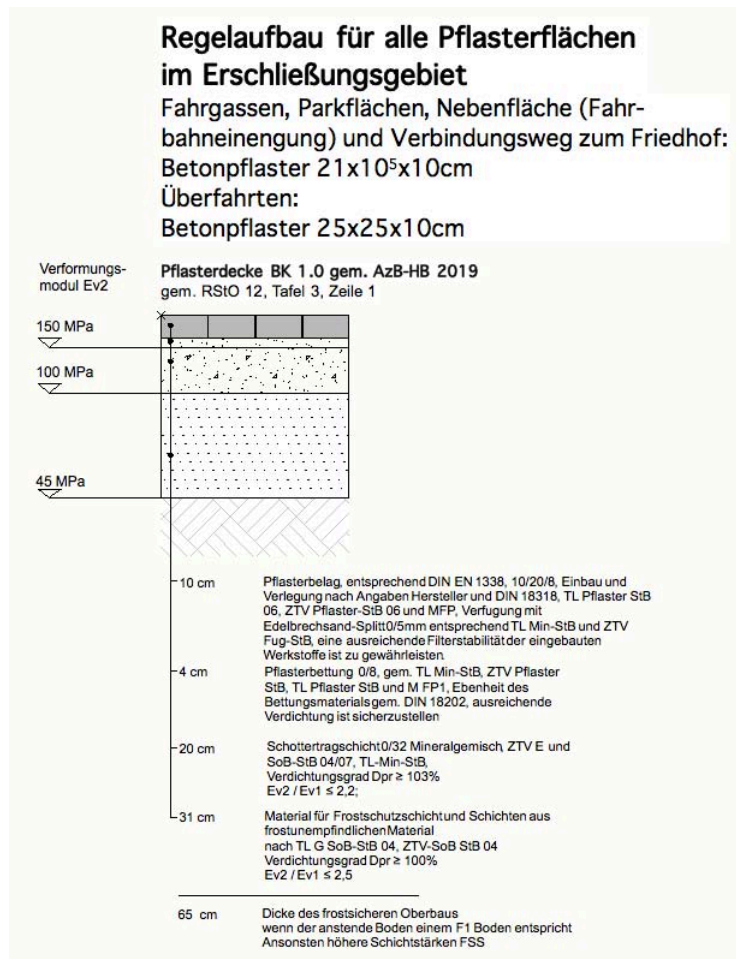 Regelaufbau für alle Pflasterflächen
im Erschließungsgebiet
Fahrgassen, Parkflächen, Nebenfläche (Fahr-
bahneinengung) und Verbindungsweg zum Friedhof:
Betonpflaster 21x10⁵x10cm
Überfahrten:
Betonpflaster 25x25x10cm
Verformungs-
modul Ev2
Pflasterdecke BK 1.0 gem. AzB-HB 2019
gem. RStO 12, Tafel 3, Zeile 1
150 MPa
100 MPa
45 MPa
10 cm
Pflasterbelag, entsprechend DIN EN 1338, 10/20/8, Einbau und
Verlegung nach Angaben Hersteller und DIN 18318, TL Pflaster StB
06, ZTV Pflaster-StB 06 und MFP, Verfugung mit
Edelbrechsand-Splitt0/5mm entsprechend TL Min-StB und ZTV
Fug-StB, eine ausreichende Filterstabilität der eingebauten
Werkstoffe ist zu gewährleisten.
4 cm
Pflasterbettung 0/8, gem. TL Min-StB, ZTV Pflaster
StB, TL Pflaster StB und M FP1, Ebenheit des
Bettungsmaterials gem. DIN 18202, ausreichende
Verdichtung ist sicherzustellen
20 cm
Schottertragschicht 0/32 Mineralgemisch, ZTV E und
SoB-StB 04/07, TL-Min-StB,
Verdichtungsgrad Dpr ≥ 103%
Ev2 / Ev1 ≤ 2,2;
31 cm
Material für Frostschutzschicht und Schichten aus
frostunempfindlichen Material
nach TL G SoB-StB 04, ZTV-SoB StB 04
Verdichtungsgrad Dpr ≥ 100%
Ev2 / Ev1 ≤ 2,5
65 cm
Dicke des frostsicheren Oberbaus
wenn der anstende Boden einem F1 Boden entspricht
Ansonsten höhere Schichtstärken FSS